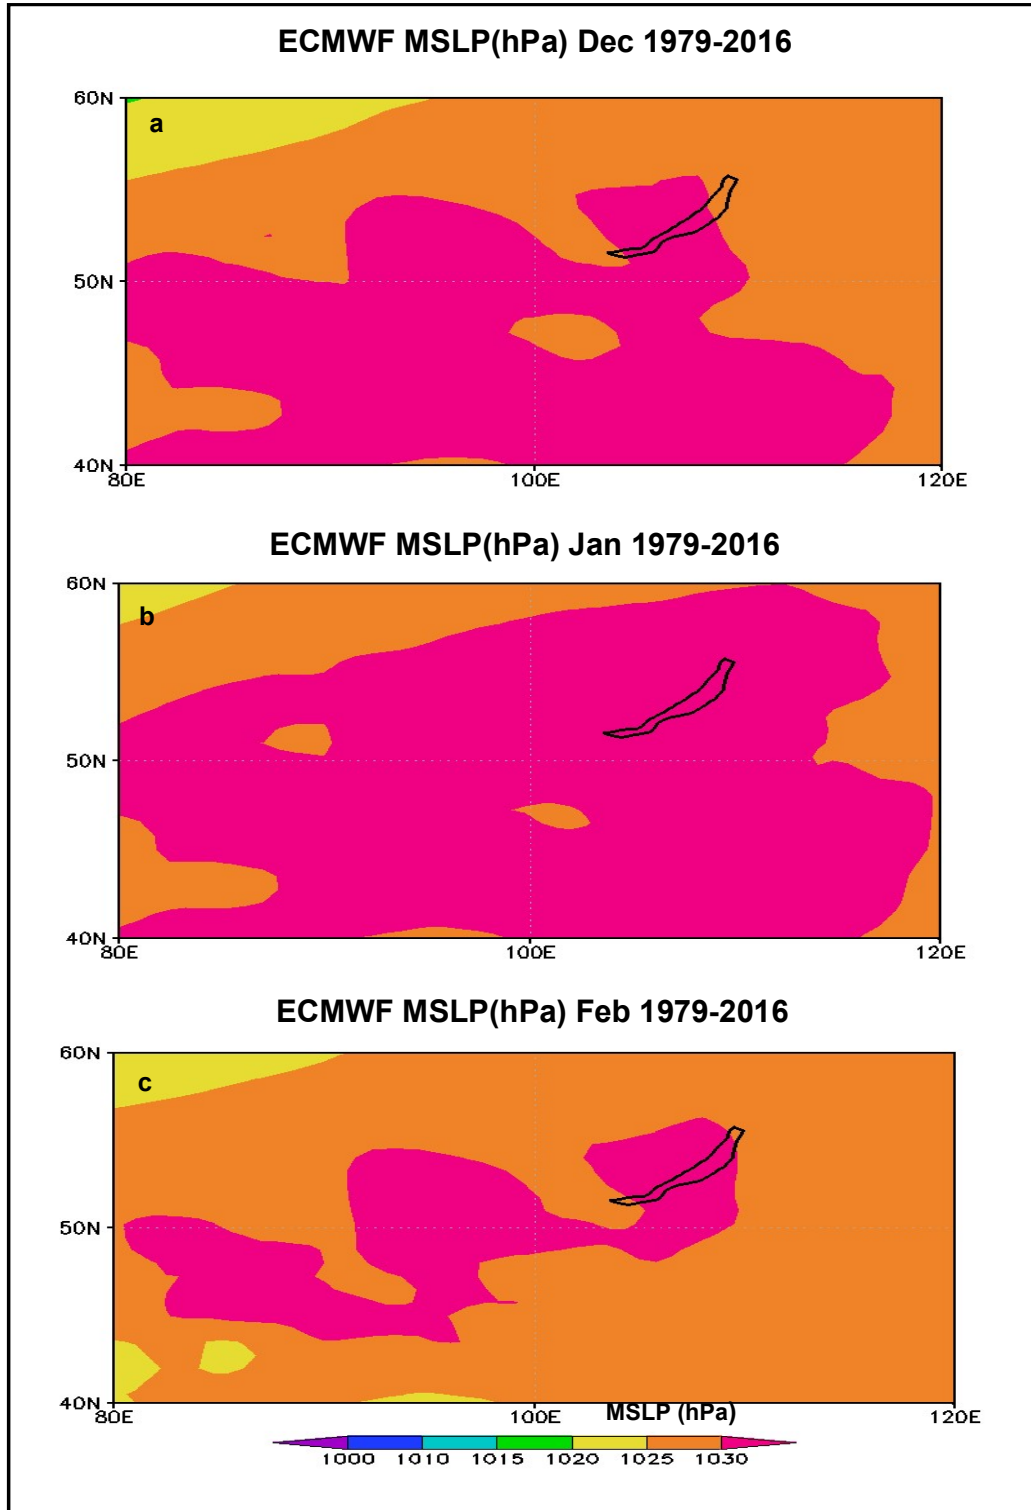 ECMWF MSLP(hPa) Dec 1979-2016
60N
a
50N
40N
80E 100E 120E
ECMWF MSLP(hPa) Jan 1979-2016
60N
b
50N
40N
80E 100E 120E
ECMWF MSLP(hPa) Feb 1979-2016
60N
c
50N
40N
80E 100E 120E
MSLP (hPa)
1000 1010 1015 1020 1025 1030